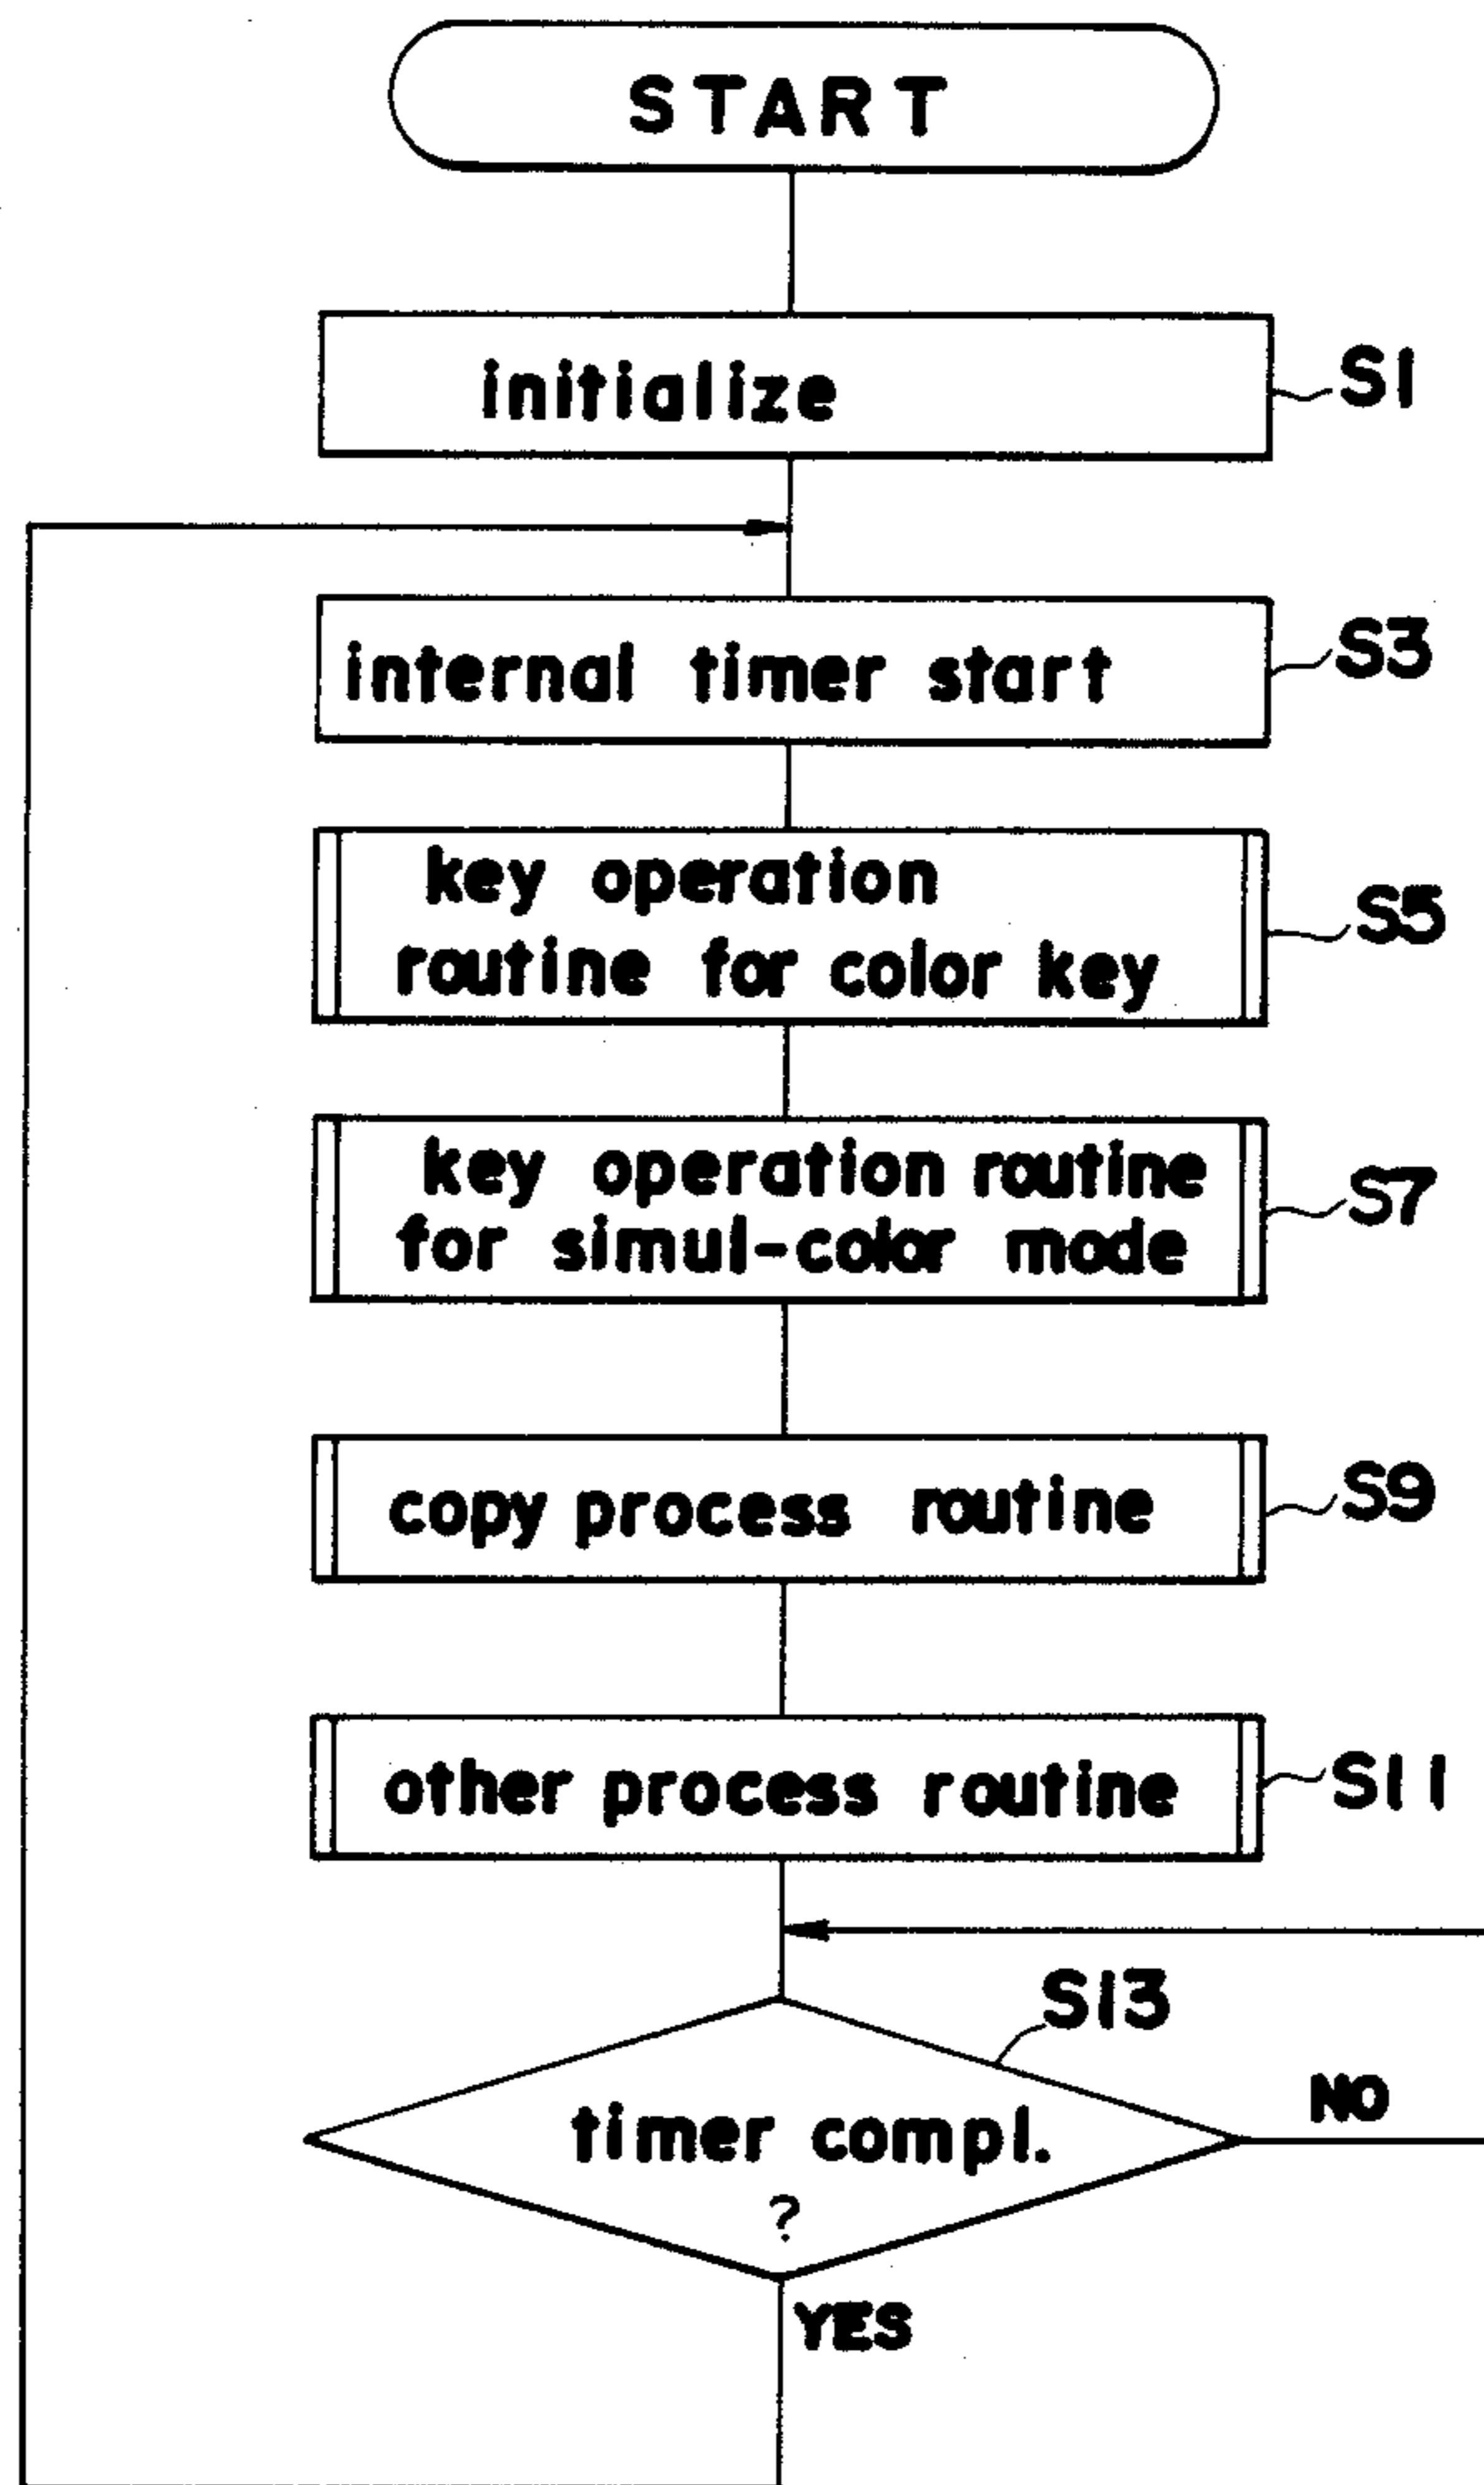 START
initialize
S1
internal timer start
S3
key operation
routine for color key
S5
key operation routine
for simul-color mode
S7
copy process routine
S9
other process routine
S11
S13
timer compl.
?
NO
YES